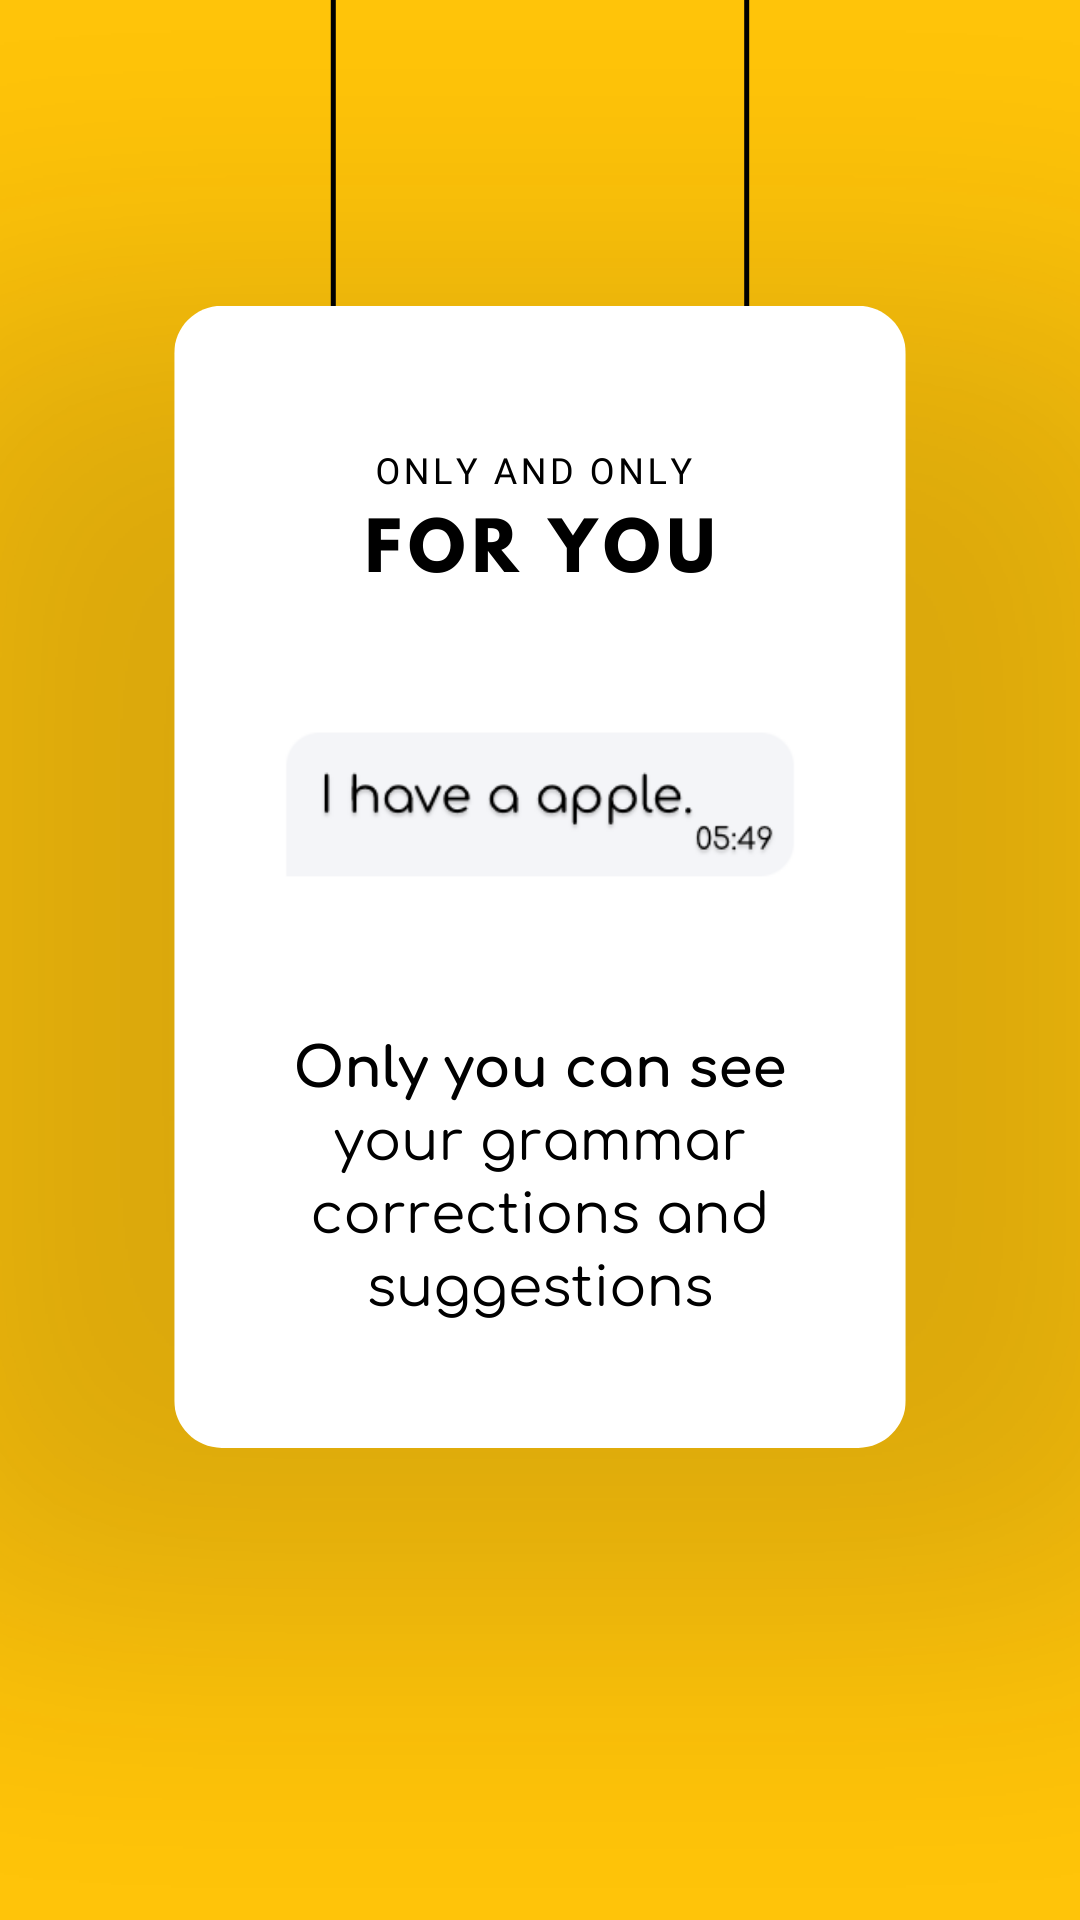 ONLY AND ONLY
FOR YOU
I have a apple.
05:49
Only you can see
your grammar
corrections and
suggestions